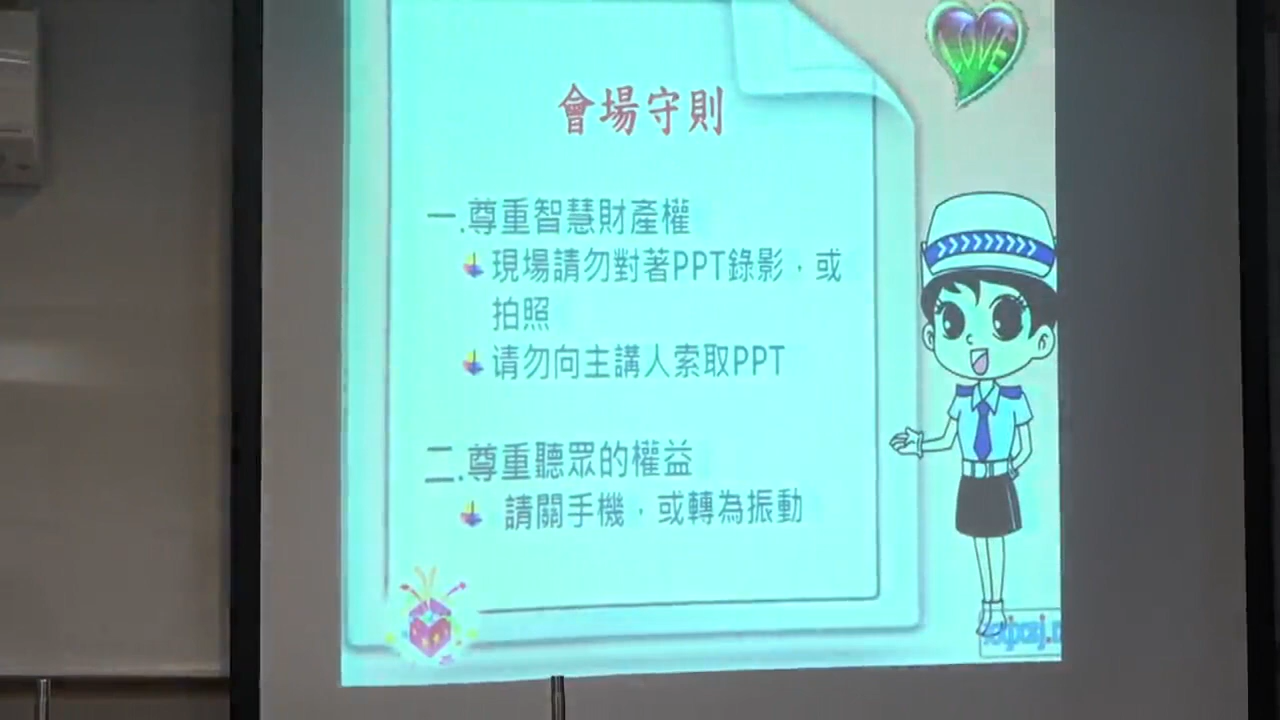 LOVE
會場守則
一.尊重智慧財產權
現場請勿對著PPT錄影，或
拍照
请勿向主講人索取PPT
二.尊重聽眾的權益
請關手機，或轉為振動